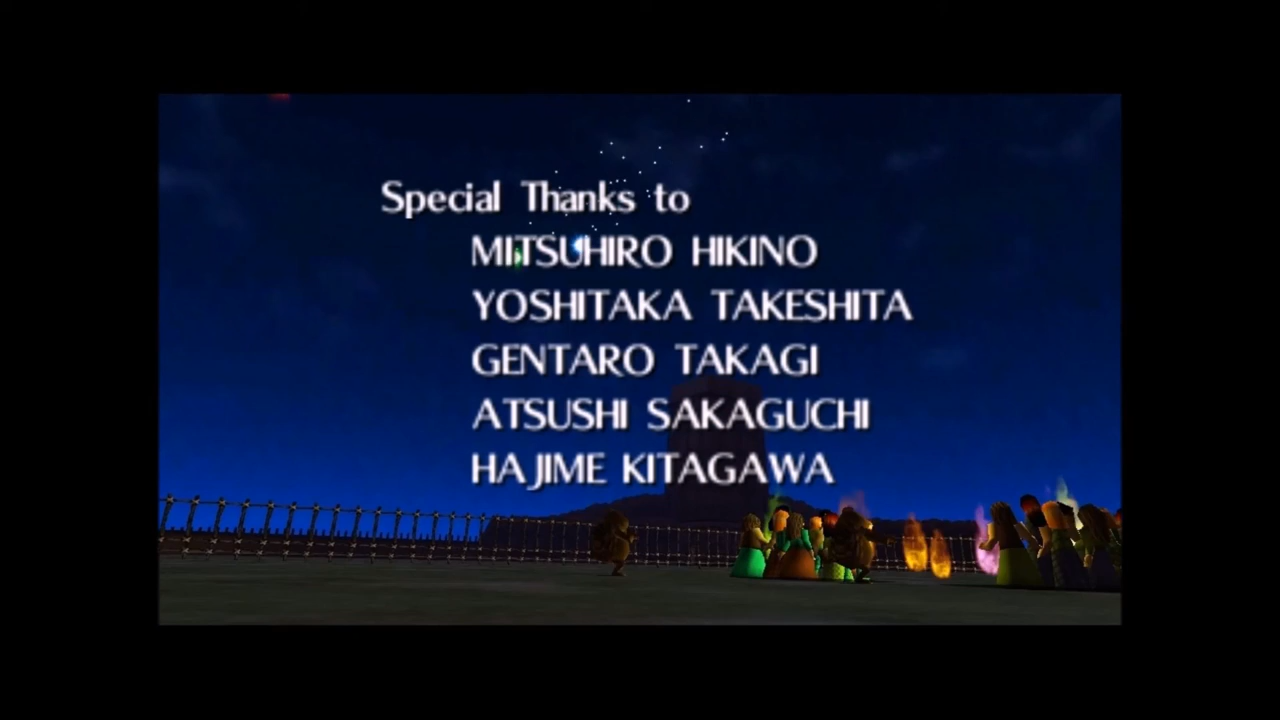 Special Thanks to
MITSUHIRO HIKINO
YOSHITAKA TAKESHITA
GENTARO TAKAGI
ATSUSHI SAKAGUCHI
HAJIME KITAGAWA